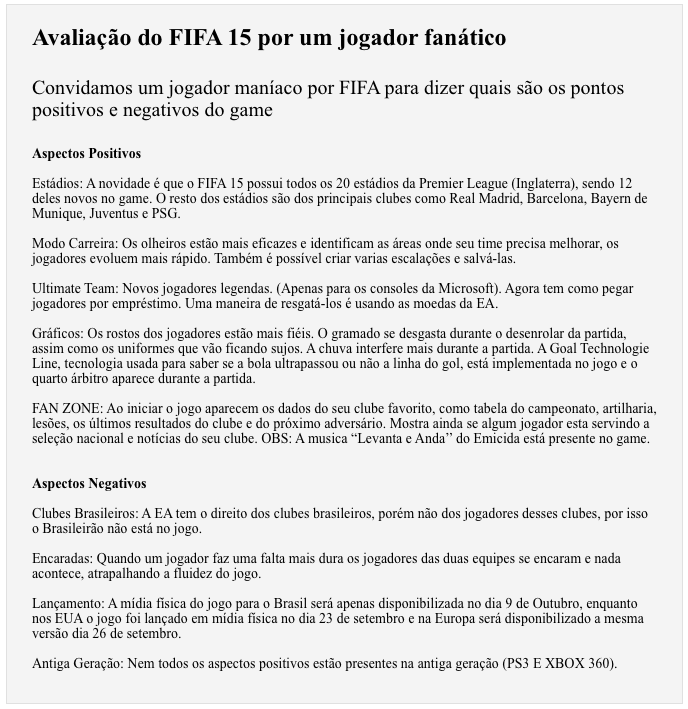 Avaliação do FIFA 15 por um jogador fanático
Convidamos um jogador maníaco por FIFA para dizer quais são os pontos
positivos e negativos do game
Aspectos Positivos
Estádios: A novidade é que o FIFA 15 possui todos os 20 estádios da Premier League (Inglaterra), sendo 12
deles novos no game. O resto dos estádios são dos principais clubes como Real Madrid, Barcelona, Bayern de
Munique, Juventus e PSG.
Modo Carreira: Os olheiros estão mais eficazes e identificam as áreas onde seu time precisa melhorar, os
jogadores evoluem mais rápido. Também é possível criar varias escalações e salvá-las.
Ultimate Team: Novos jogadores legendas. (Apenas para os consoles da Microsoft). Agora tem como pegar
jogadores por empréstimo. Uma maneira de resgatá-los é usando as moedas da EA.
Gráficos: Os rostos dos jogadores estão mais fiéis. O gramado se desgasta durante o desenrolar da partida,
assim como os uniformes que vão ficando sujos. A chuva interfere mais durante a partida. A Goal Technologie
Line, tecnologia usada para saber se a bola ultrapassou ou não a linha do gol, está implementada no jogo e o
quarto árbitro aparece durante a partida.
FAN ZONE: Ao iniciar o jogo aparecem os dados do seu clube favorito, como tabela do campeonato, artilharia,
lesões, os últimos resultados do clube e do próximo adversário. Mostra ainda se algum jogador esta servindo a
seleção nacional e notícias do seu clube. OBS: A musica “Levanta e Anda’’ do Emicida está presente no game.
Aspectos Negativos
Clubes Brasileiros: A EA tem o direito dos clubes brasileiros, porém não dos jogadores desses clubes, por isso
o Brasileirão não está no jogo.
Encaradas: Quando um jogador faz uma falta mais dura os jogadores das duas equipes se encaram e nada
acontece, atrapalhando a fluidez do jogo.
Lançamento: A mídia física do jogo para o Brasil será apenas disponibilizada no dia 9 de Outubro, enquanto
nos EUA o jogo foi lançado em mídia física no dia 23 de setembro e na Europa será disponibilizado a mesma
versão dia 26 de setembro.
Antiga Geração: Nem todos os aspectos positivos estão presentes na antiga geração (PS3 E XBOX 360).